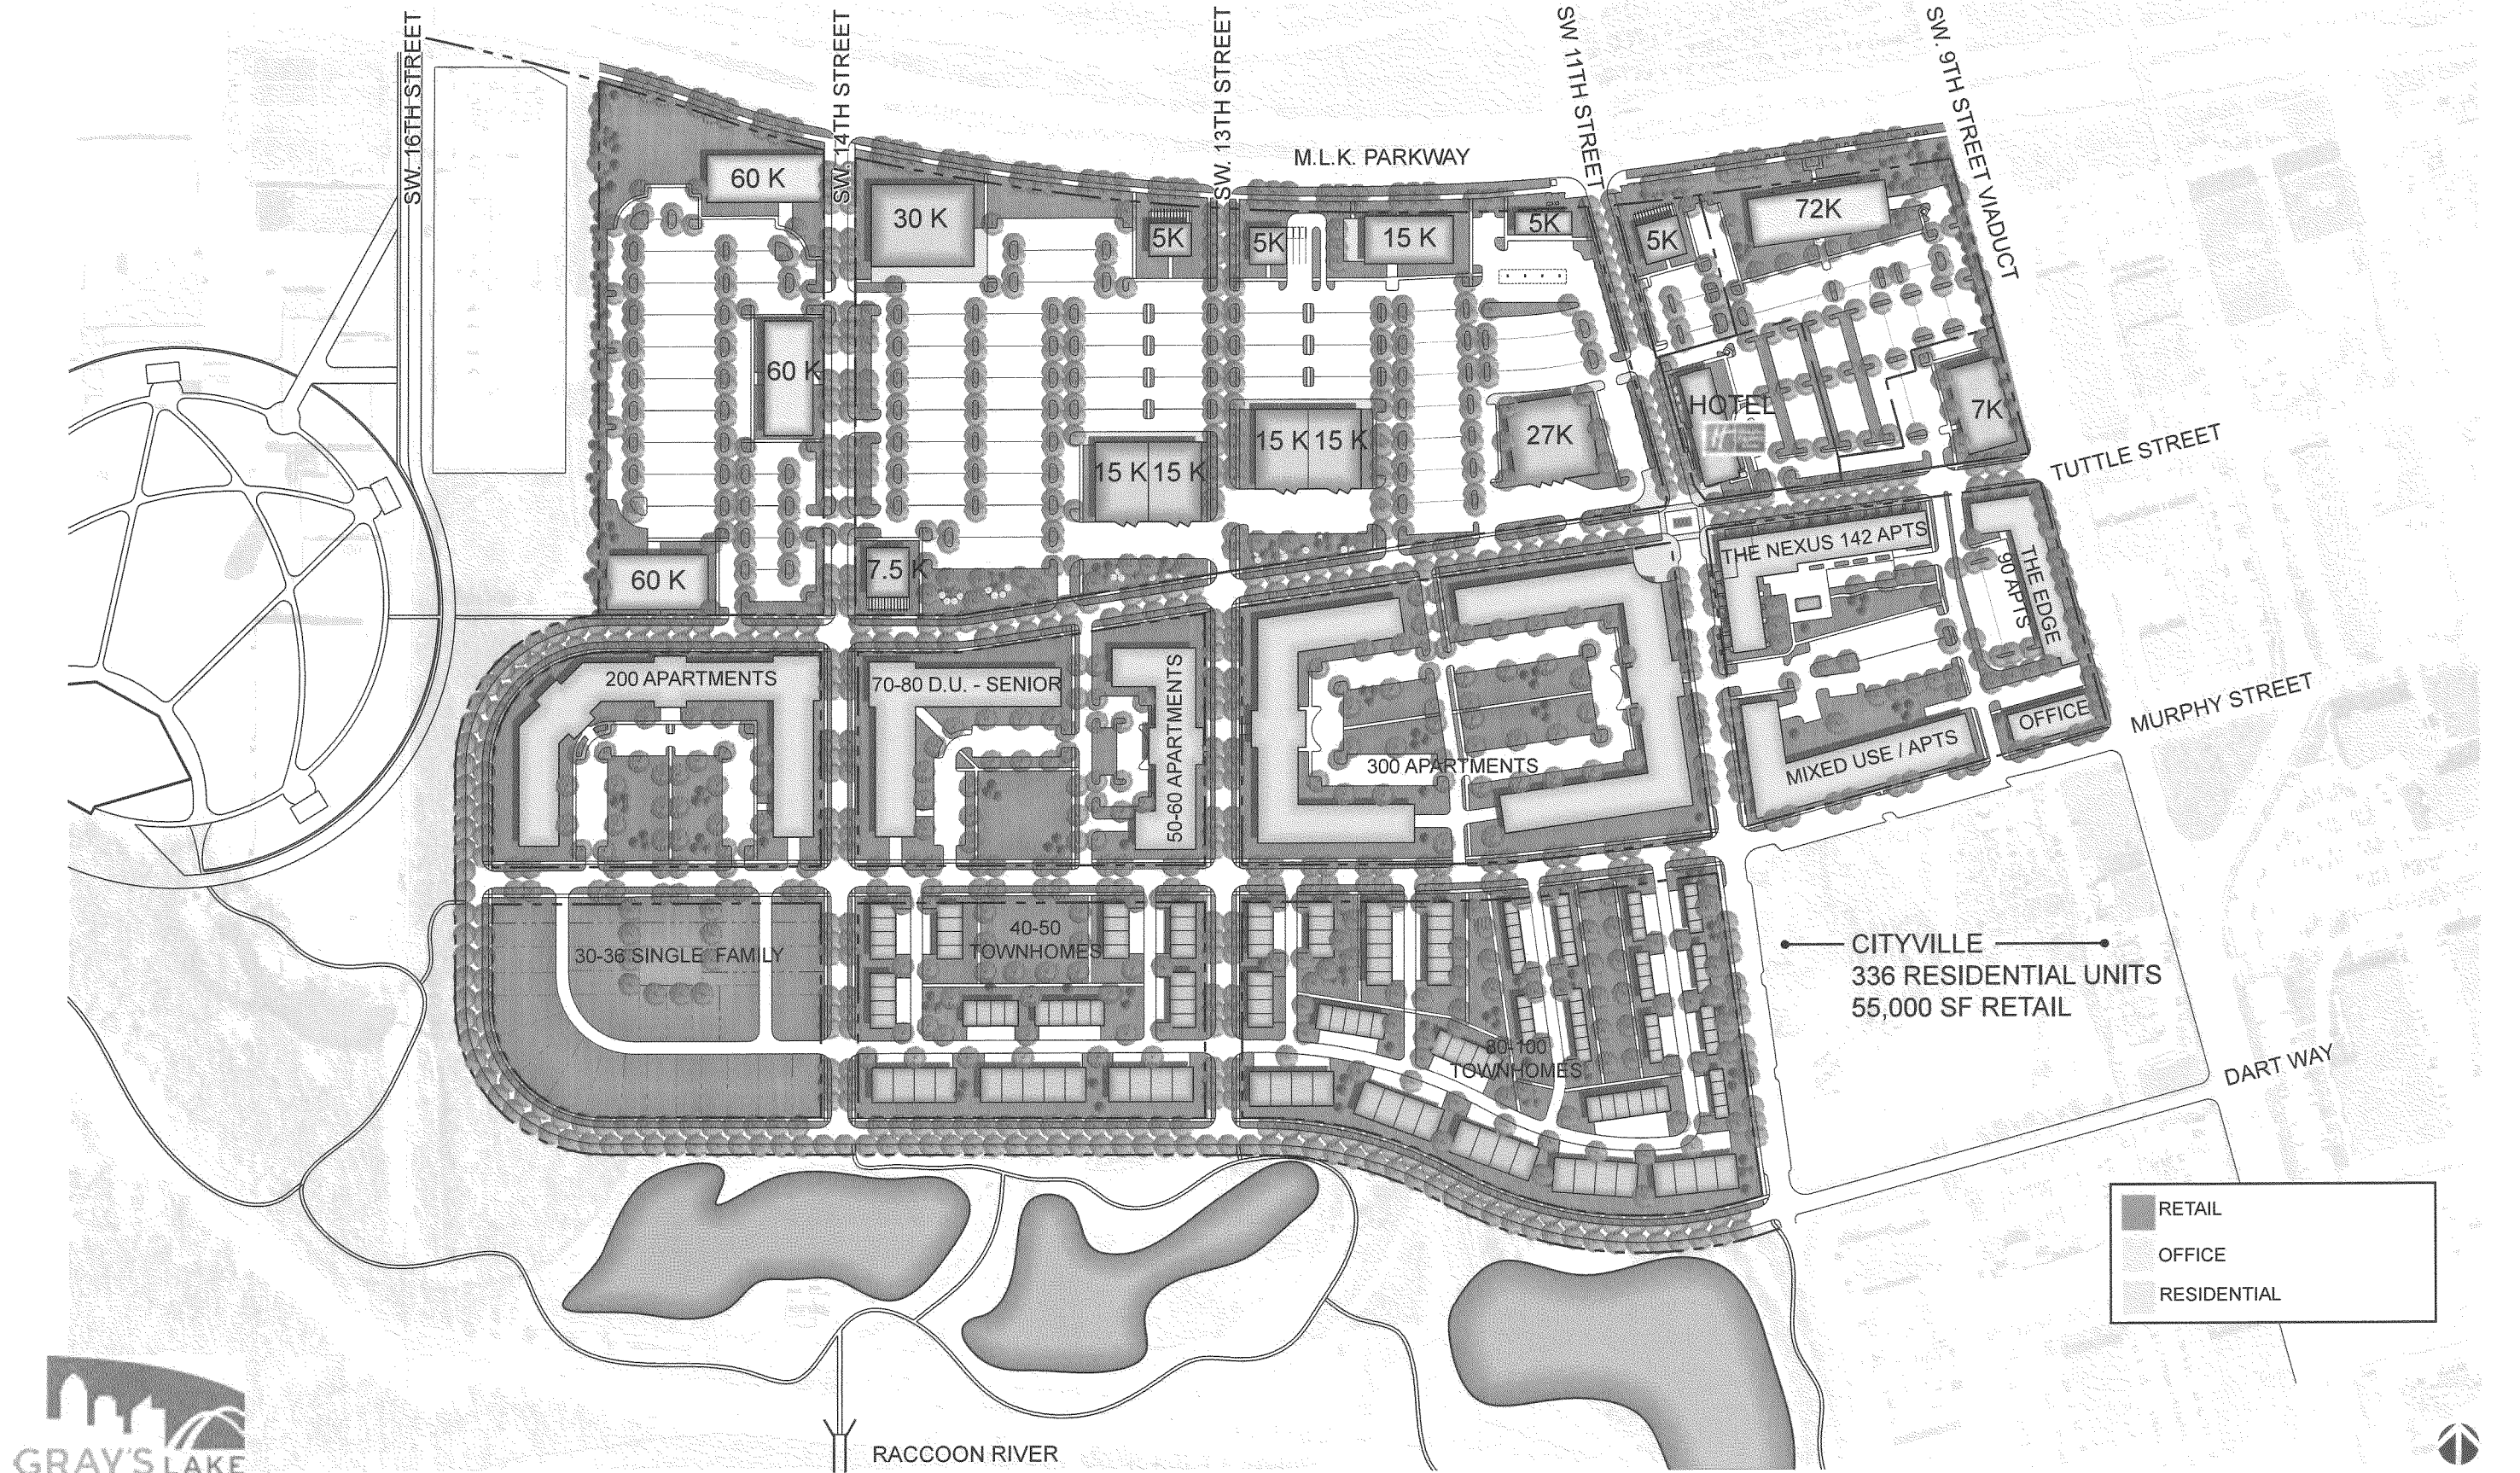 SW. 16TH STREET
SW. 14TH STREET
SW. 13TH STREET
SW 11TH STREET
SW. 9TH STREET VIADUCT
M.L.K. PARKWAY
60 K
30 K
5K
5K
15 K
5K
5K
72K
60 K
15 K 15 K
15 K 15 K
27K
HOTEL
7K
TUTTLE STREET
60 K
7.5 K
THE NEXUS 142 APTS
THE EDGE
90 APTS
200 APARTMENTS
70-80 D.U. - SENIOR
50-60 APARTMENTS
300 APARTMENTS
MIXED USE / APTS
OFFICE
MURPHY STREET
30-36 SINGLE FAMILY
40-50
TOWNHOMES
80-100
TOWNHOMES
CITYVILLE
336 RESIDENTIAL UNITS
55,000 SF RETAIL
DART WAY
RETAIL
OFFICE
RESIDENTIAL
RACCOON RIVER
GRAY'S LAKE